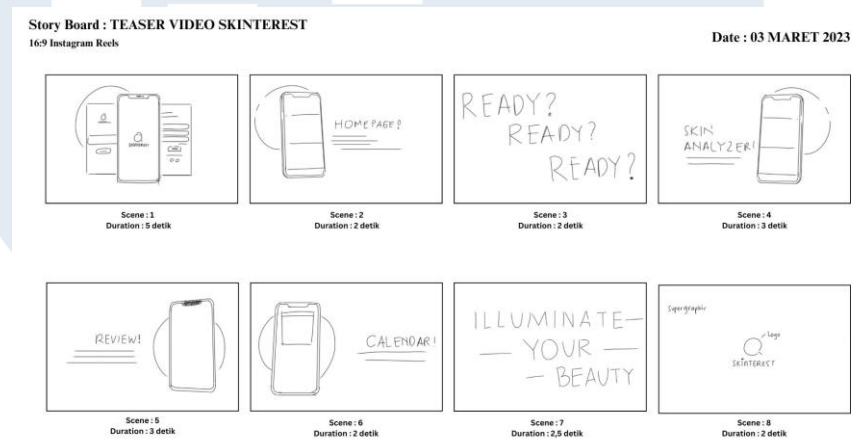 Story Board : TEASER VIDEO SKINTEREST
16:9 Instagram Reels
Date : 03 MARET 2023
SKINTEREST
Scene : 1
Duration : 5 detik
HOMEPAGE!
Scene : 2
Duration : 2 detik
READY?
READY?
READY?
Scene : 3
Duration : 2 detik
SKIN
ANALYZER!
Scene : 4
Duration : 3 detik
REVIEW!
Scene : 5
Duration : 3 detik
CALENDAR!
Scene : 6
Duration : 2 detik
ILLUMINATE—
— YOUR —
— BEAUTY
Scene : 7
Duration : 2,5 detik
Supergraphic
Logo
SKINTEREST
Scene : 8
Duration : 2 detik